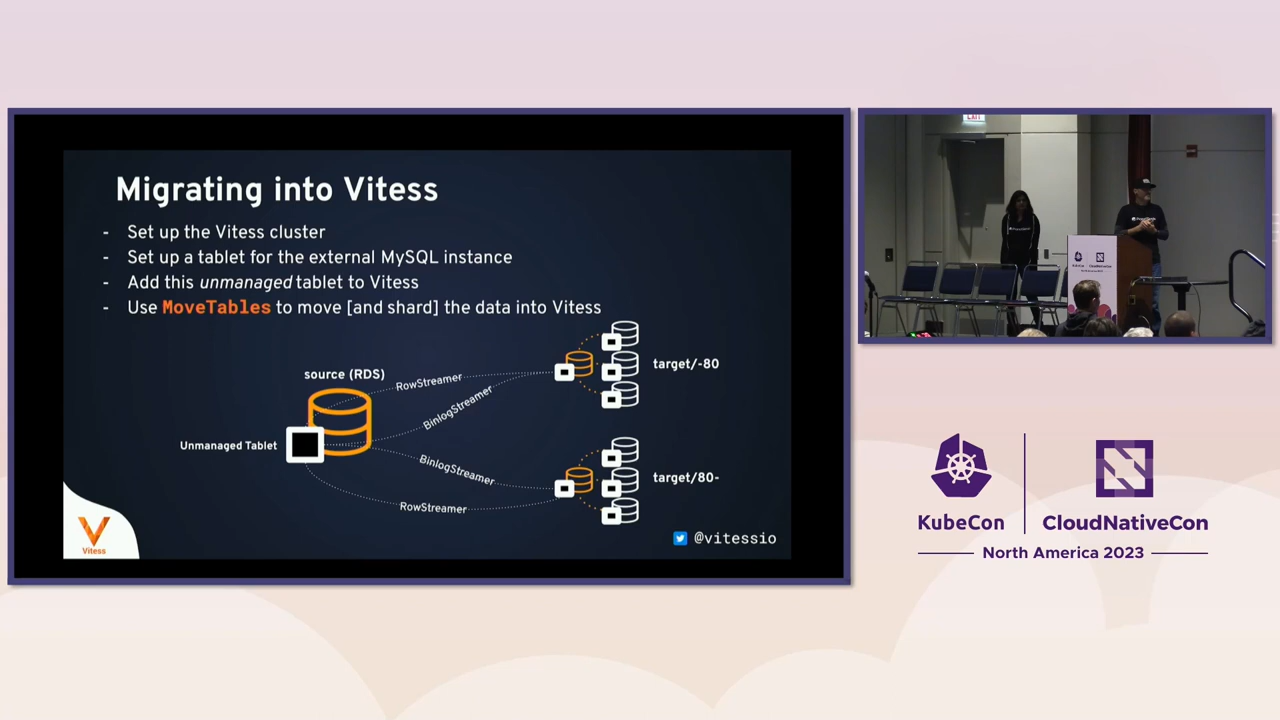 Migrating into Vitess
- Set up the Vitess cluster
- Set up a tablet for the external MySQL instance
- Add this unmanaged tablet to Vitess
- Use MoveTables to move [and shard] the data into Vitess
source (RDS)
Unmanaged Tablet
RowStreamer
BinlogStreamer
BinlogStreamer
RowStreamer
target/-80
target/80-
Vitess
@vitessio
EXIT
KubeCon
CloudNativeCon
North America 2023